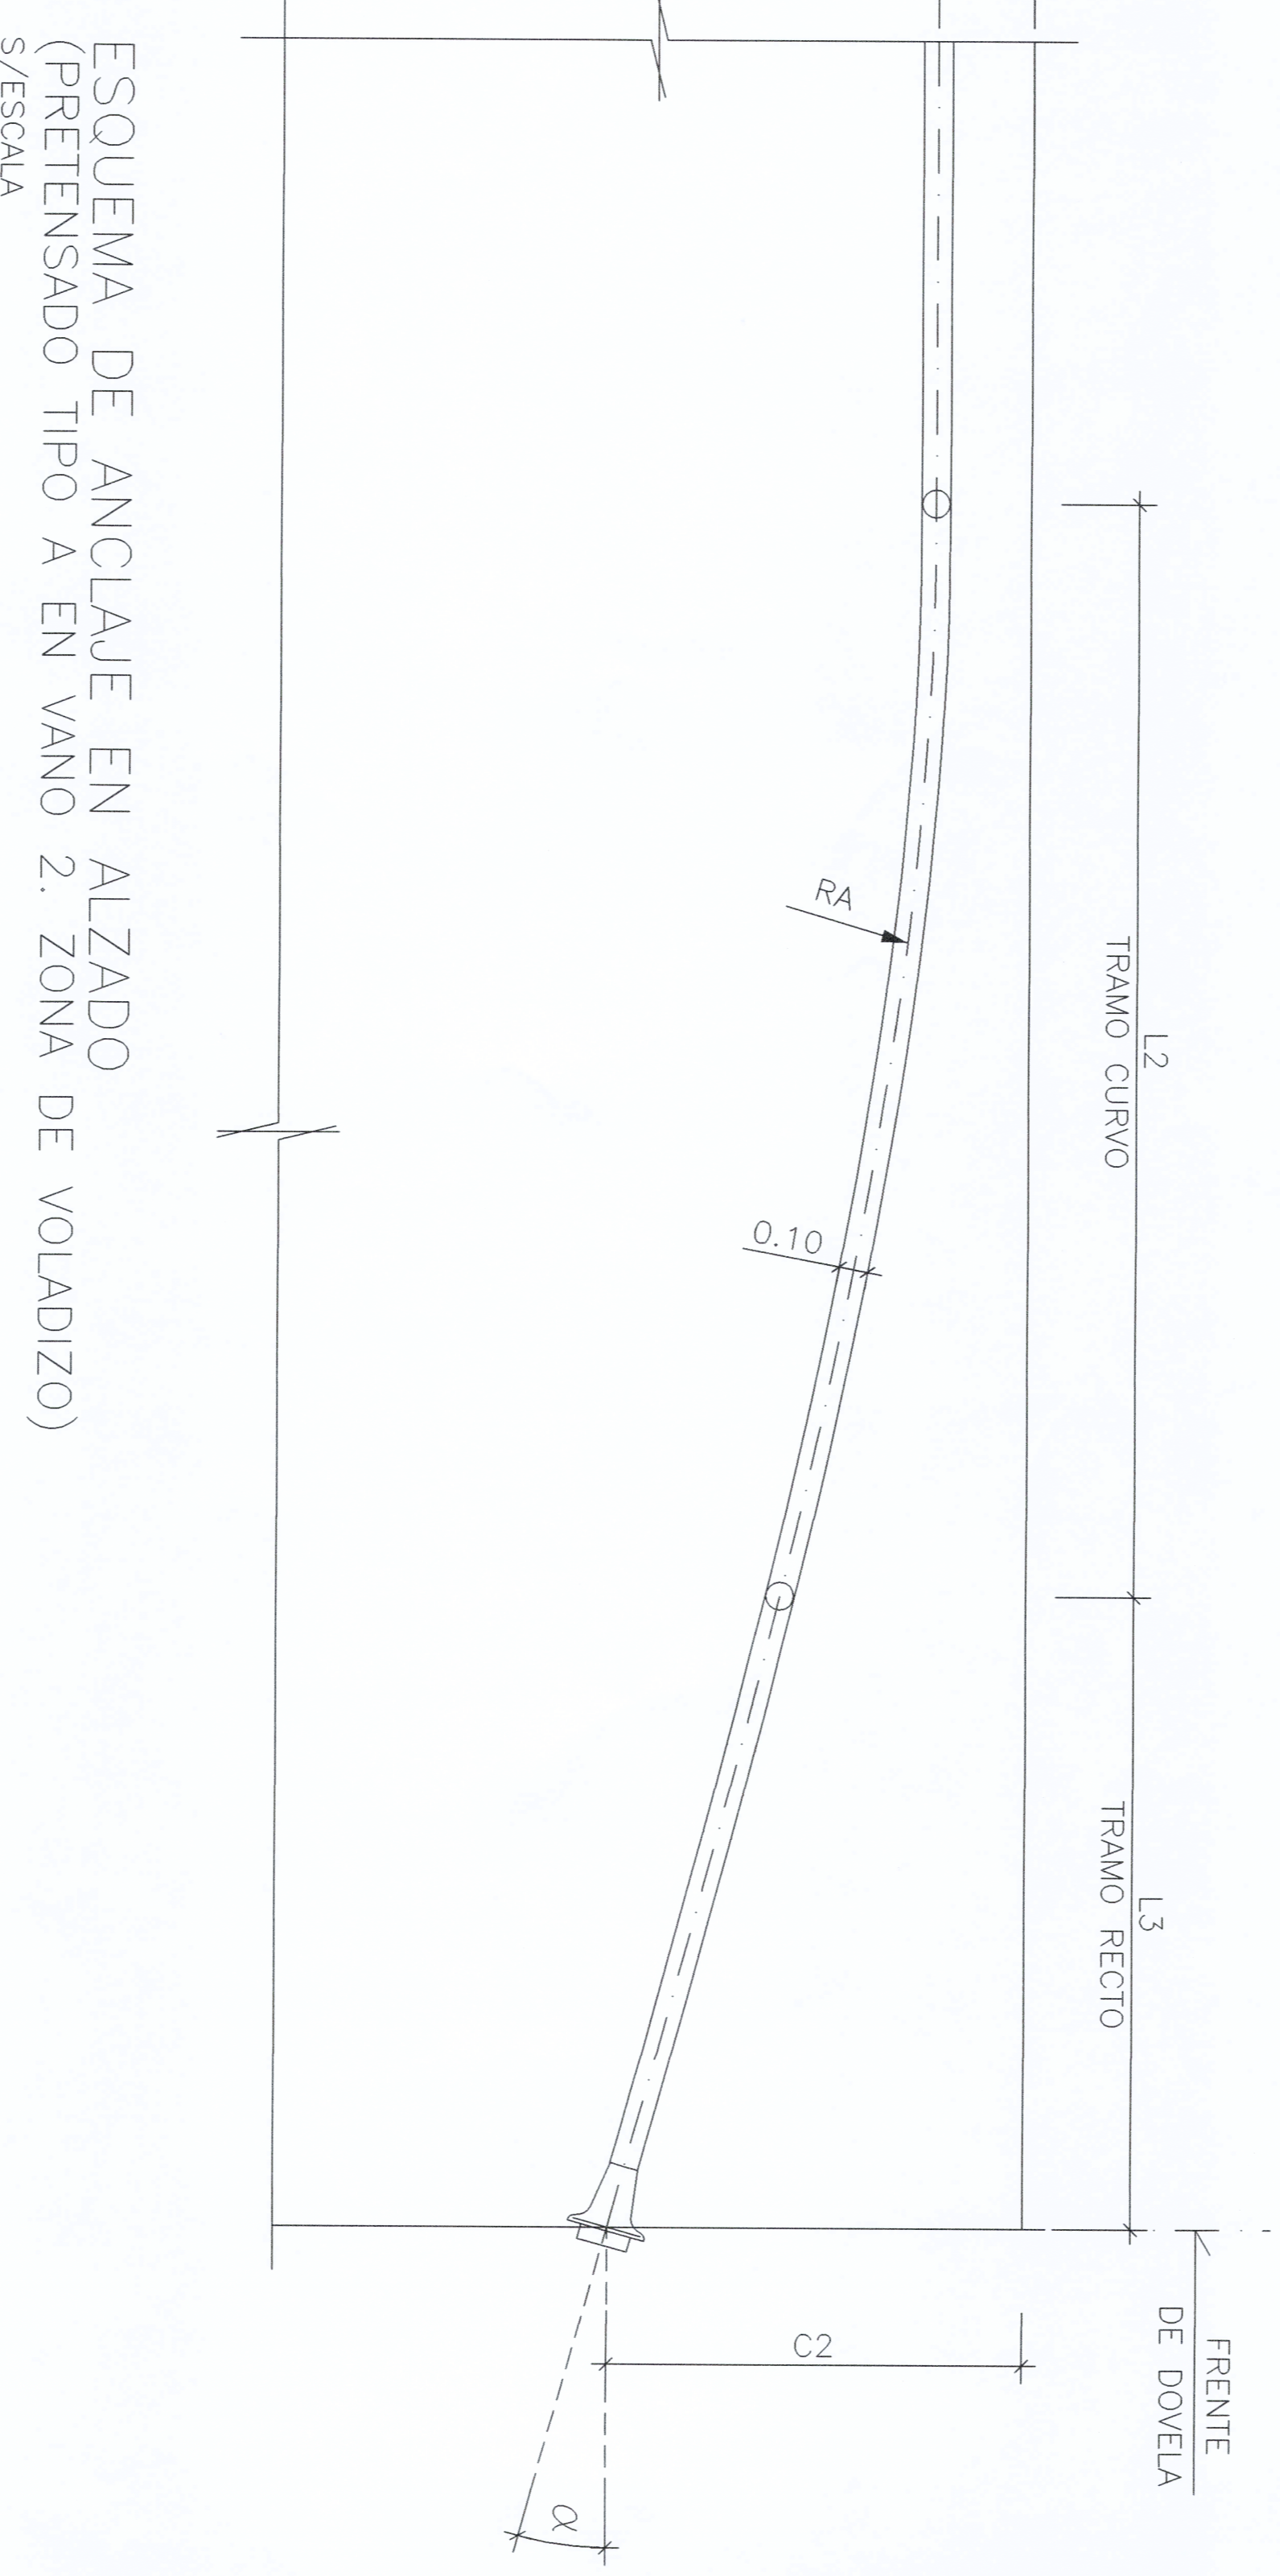 FRENTE
DE DOVELA
L2
TRAMO CURVO
L3
TRAMO RECTO
RA
0.10
C2
α
ESQUEMA DE ANCLAJE EN ALZADO
(PRETENSADO TIPO A EN VANO 2. ZONA DE VOLADIZO)
S/ESCALA